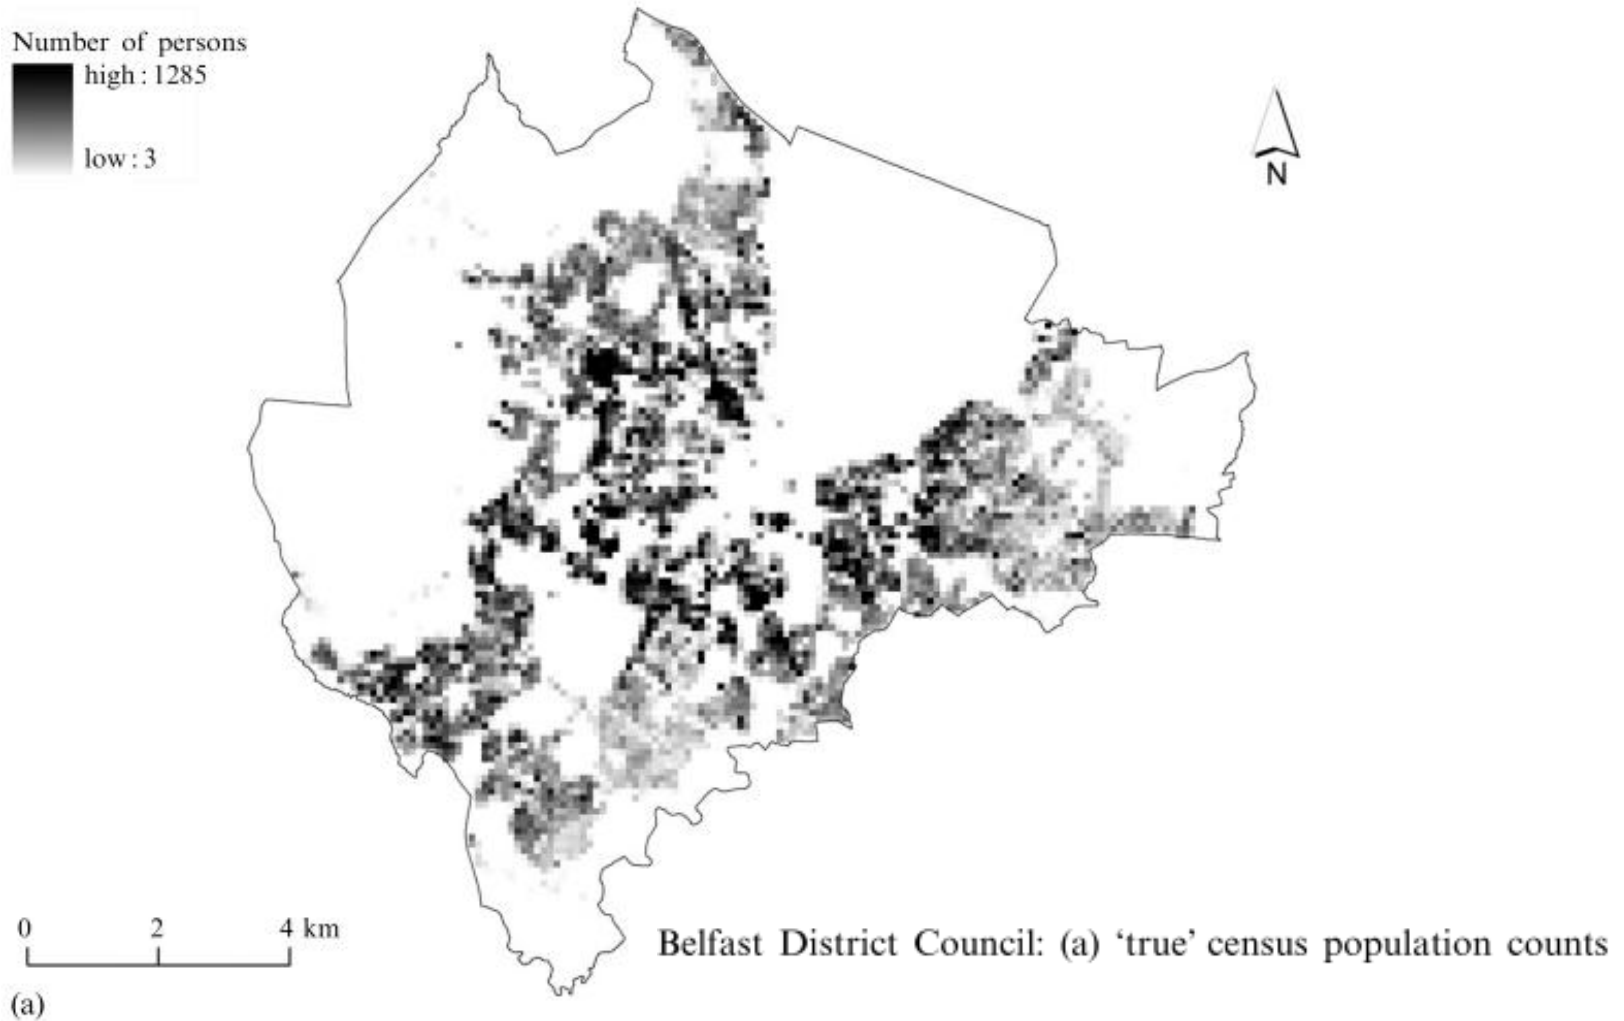 Number of persons
high : 1285
low : 3
N
0 2 4 km
Belfast District Council: (a) ‘true’ census population counts
(a)